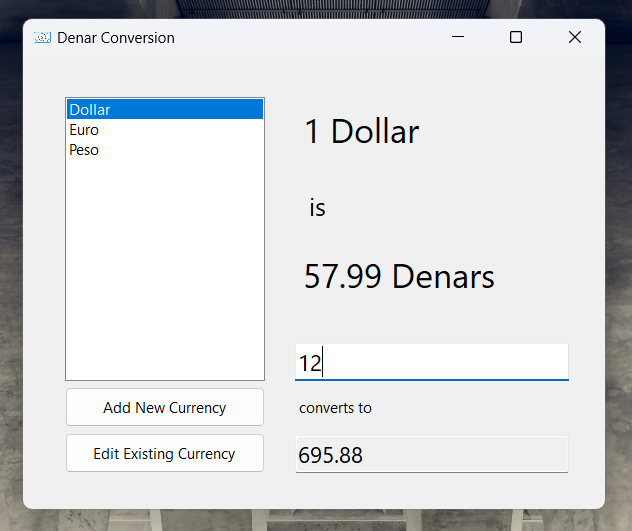 Denar Conversion
Dollar
Euro
Peso
1 Dollar
is
57.99 Denars
12
converts to
695.88
Add New Currency
Edit Existing Currency